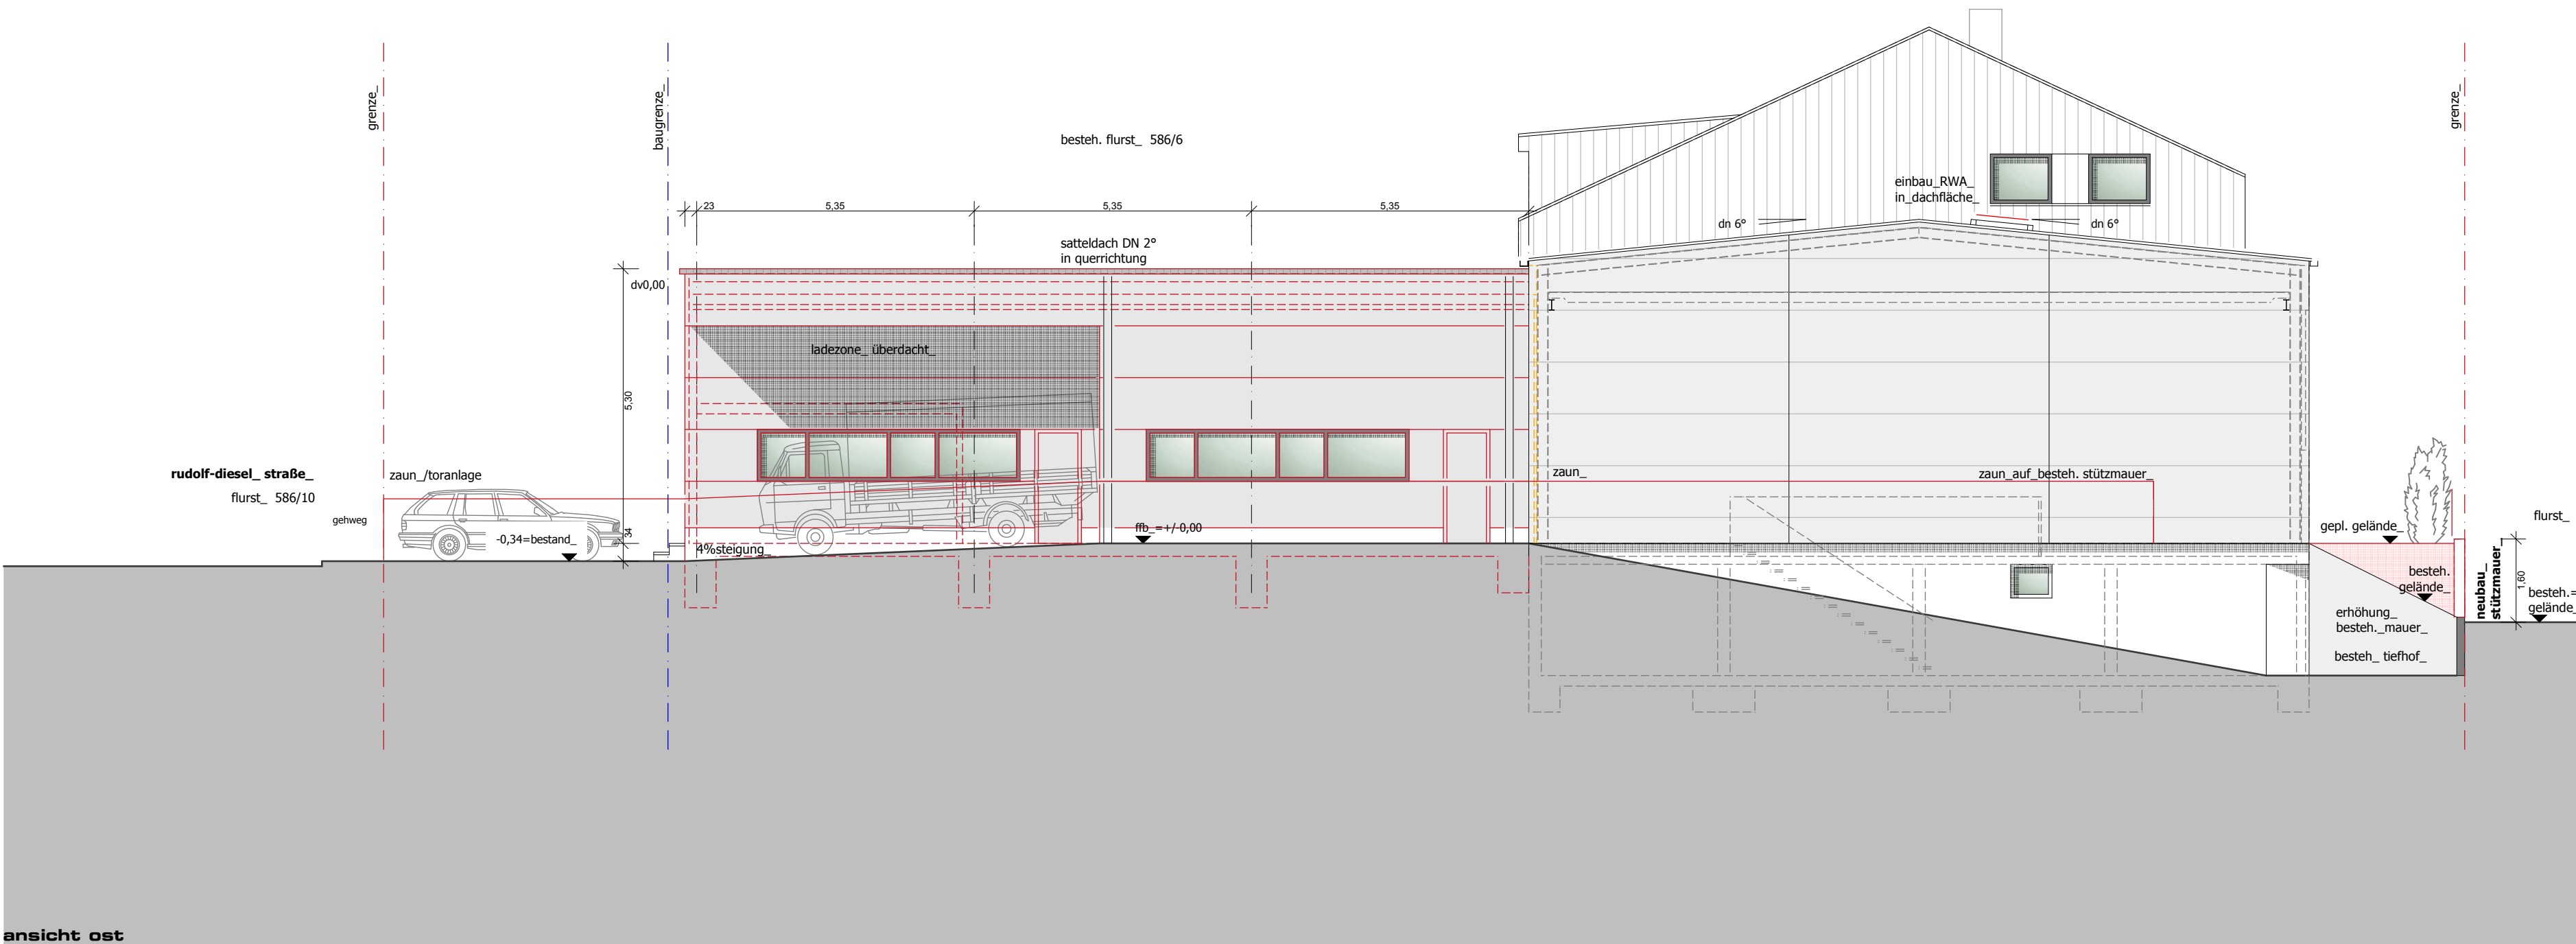 grenze_
baugrenze_
besteh. flurst_ 586/6
grenze_
einbau_RWA_
in_dachfläche_
23
5,35
5,35
5,35
dn 6°
dn 6°
satteldach DN 2°
in querrichtung
dv0,00
ladezone_ überdacht_
5,30
rudolf-diesel_ straße_
zaun_/toranlage
zaun_
zaun_auf_besteh. stützmauer_
flurst_ 586/10
gehweg
flurst_
ffb_=+/-0,00
gepl. gelände_
34
-0,34=bestand_
4%steigung_
besteh.
gelände_
neubau_
stützmauer_
1,60
besteh.=
gelände_
erhöhung_
besteh._mauer_
besteh_ tiefhof_
ansicht ost